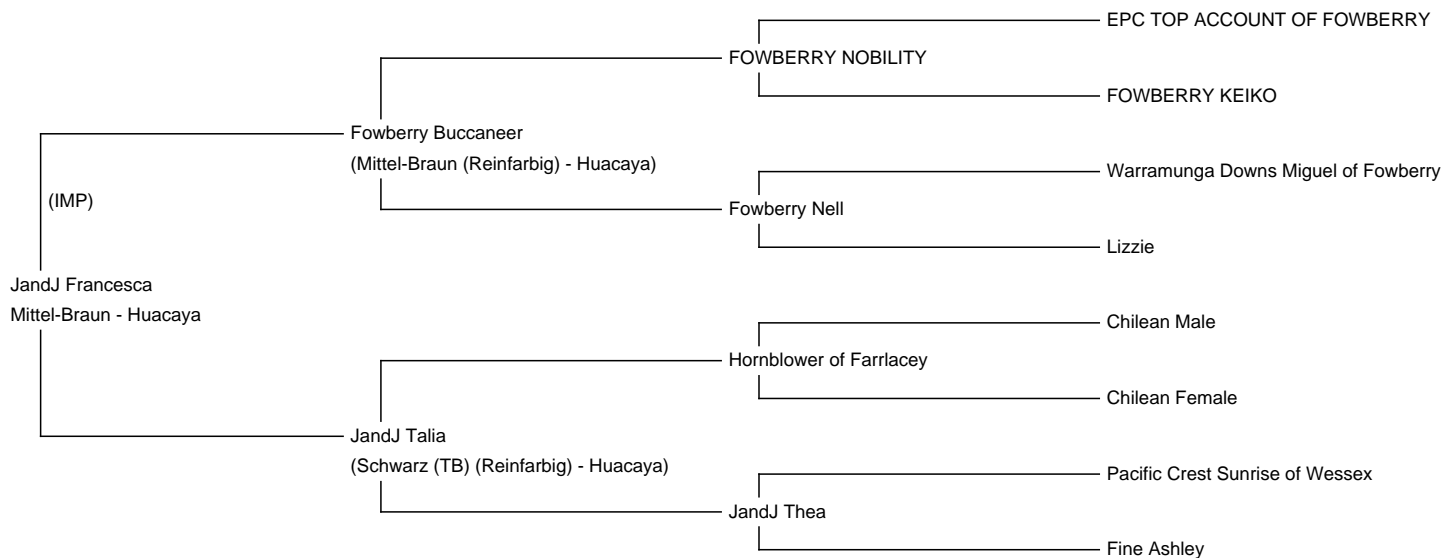 EPC TOP ACCOUNT OF FOWBERRY
FOWBERRY NOBILITY
FOWBERRY KEIKO
Fowberry Buccaneer
(Mittel-Braun (Reinfarbig) - Huacaya)
Warramunga Downs Miguel of Fowberry
(IMP)
Fowberry Nell
Lizzie
JandJ Francesca
Mittel-Braun - Huacaya
Chilean Male
Hornblower of Farrlacey
Chilean Female
JandJ Talia
(Schwarz (TB) (Reinfarbig) - Huacaya)
Pacific Crest Sunrise of Wessex
JandJ Thea
Fine Ashley